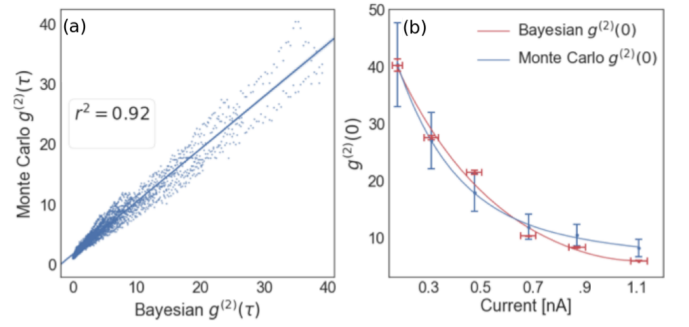 (a)
r² = 0.92
Monte Carlo g⁽²⁾(τ)
40
30
20
10
0
0 10 20 30 40
Bayesian g⁽²⁾(τ)
(b)
Bayesian g⁽²⁾(0)
Monte Carlo g⁽²⁾(0)
g⁽²⁾(0)
50
40
30
20
10
0.3 0.5 0.7 .9 1.1
Current [nA]